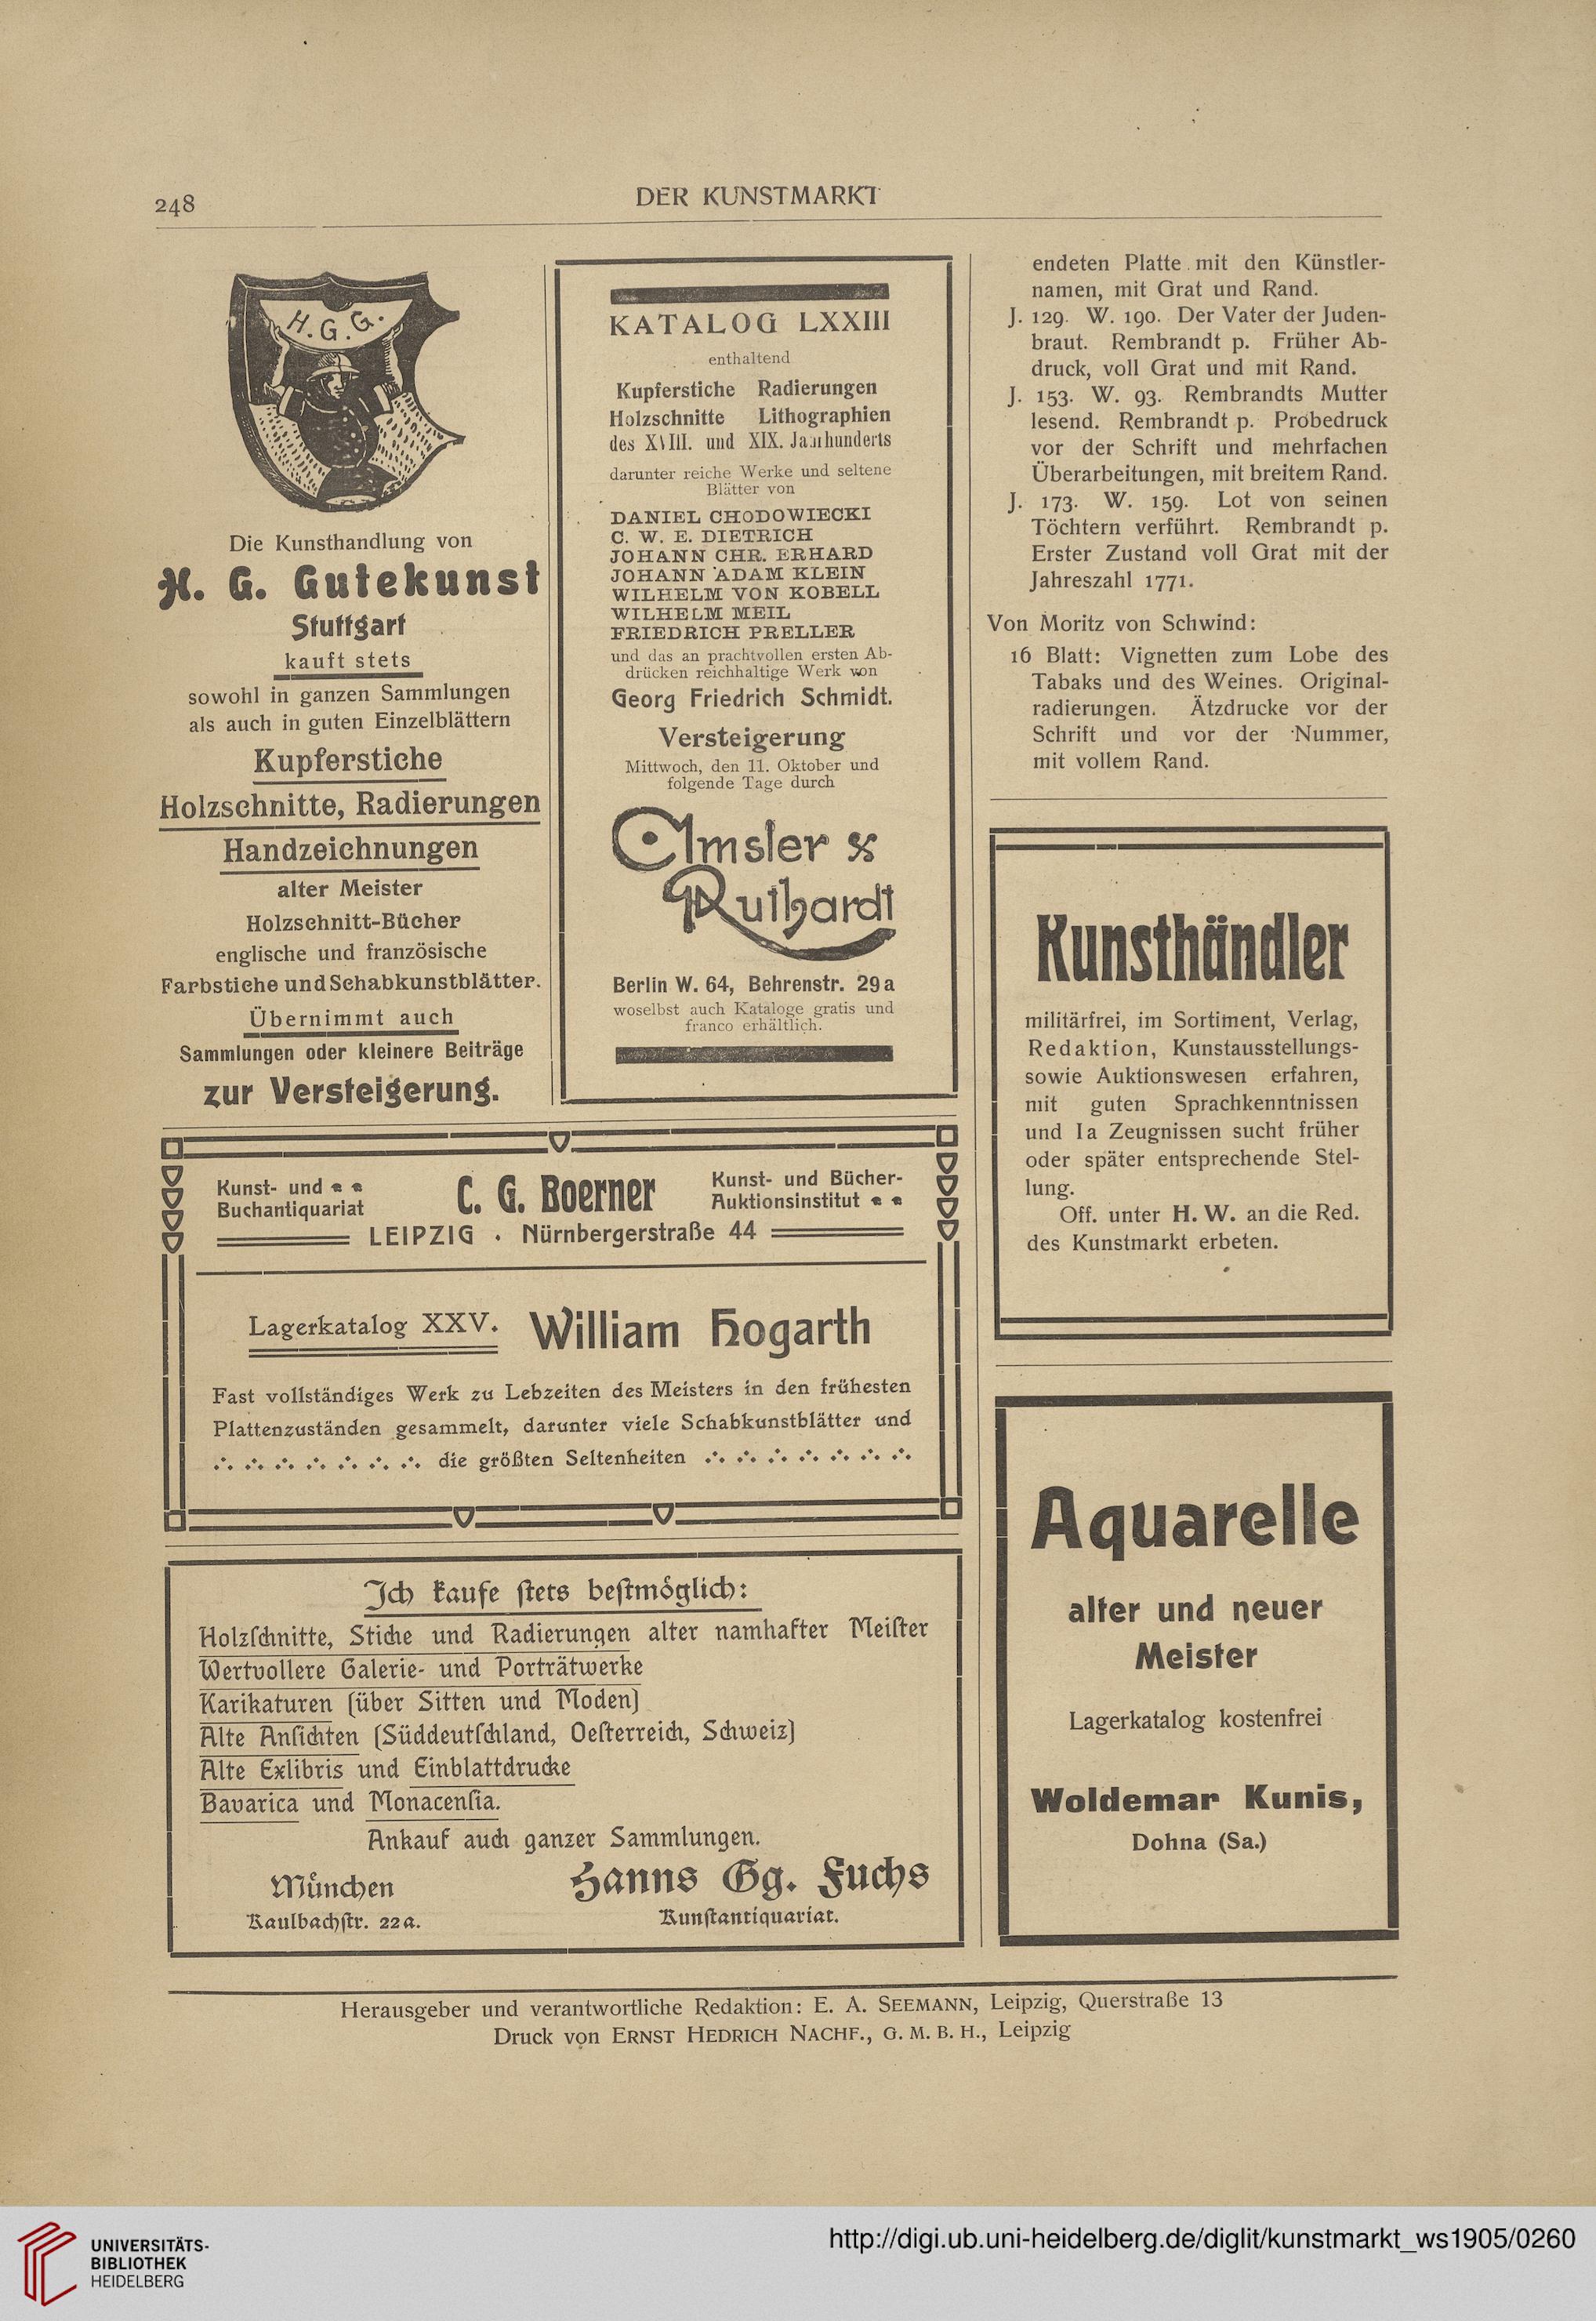 248
DER KUNSTMARKT
H. G. G.
Die Kunsthandlung von
H. G. Gutekunst
Stuttgart
kauft stets
sowohl in ganzen Sammlungen
als auch in guten Einzelblättern
Kupferstiche
Holzschnitte, Radierungen
Handzeichnungen
alter Meister
Holzschnitt-Bücher
englische und französische
Farbstiche und Schabkunstblätter.
Übernimmt auch
Sammlungen oder kleinere Beiträge
zur Versteigerung.
KATALOG LXXIII
enthaltend
Kupferstiche Radierungen
Holzschnitte Lithographien
des XVIII. und XIX. Jahrhunderts
darunter reiche Werke und seltene
Blätter von
DANIEL CHODOWIECKI
C. W. E. DIETRICH
JOHANN CHR. ERHARD
JOHANN ADAM KLEIN
WILHELM VON KOBELL
WILHELM MEIL
FRIEDRICH PRELLER
und das an prachtvollen ersten Ab-
drücken reichhaltige Werk von
Georg Friedrich Schmidt.
Versteigerung
Mittwoch, den 11. Oktober und
folgende Tage durch
Amsler &
Ruthardt
Berlin W. 64, Behrenstr. 29 a
woselbst auch Kataloge gratis und
franco erhältlich.
endeten Platte mit den Künstler-
namen, mit Grat und Rand.
J. 129. W. 190. Der Vater der Juden-
braut. Rembrandt p. Früher Ab-
druck, voll Grat und mit Rand.
J. 153. W. 93. Rembrandts Mutter
lesend. Rembrandt p. Probedruck
vor der Schrift und mehrfachen
Überarbeitungen, mit breitem Rand.
J. 173. W. 159. Lot von seinen
Töchtern verführt. Rembrandt p.
Erster Zustand voll Grat mit der
Jahreszahl 1771.
Von Moritz von Schwind:
16 Blatt: Vignetten zum Lobe des
Tabaks und des Weines. Original-
radierungen. Ätzdrucke vor der
Schrift und vor der Nummer,
mit vollem Rand.
Kunsthändler
militärfrei, im Sortiment, Verlag,
Redaktion, Kunstausstellungs-
sowie Auktionswesen erfahren,
mit guten Sprachkenntnissen
und Ia Zeugnissen sucht früher
oder später entsprechende Stel-
lung.
Off. unter H. W. an die Red.
des Kunstmarkt erbeten.
Kunst- und
Buchantiquariat
C. G. Boerner
Kunst- und Bücher-
Auktionsinstitut
LEIPZIG . Nürnbergerstraße 44
Lagerkatalog XXV. William Hogarth
Fast vollständiges Werk zu Lebzeiten des Meisters in den frühesten
Plattenzuständen gesammelt, darunter viele Schabkunstblätter und
die größten Seltenheiten
Ich kaufe ſtets beſtmöglich:
Holzſchnitte, Stiche und Radierungen alter namhafter Meiſter
Wertvollere Galerie- und Porträtwerke
Karikaturen (über Sitten und Moden)
Alte Anſichten (Süddeutſchland, Oeſterreich, Schweiz)
Alte Exlibris und Einblattdrucke
Bavarica und Monacenſia.
Ankauf auch ganzer Sammlungen.
München
Kaulbachſtr. 22a.
Hanns Gg. Fuchs
Kunſtantiquariat.
Aquarelle
alter und neuer
Meister
Lagerkatalog kostenfrei
Woldemar Kunis,
Dohna (Sa.)
Herausgeber und verantwortliche Redaktion: E. A. SEEMANN, Leipzig, Querstraße 13
Druck von ERNST HEDRICH NACHF., G. M. B. H., Leipzig
UNIVERSITÄTS-
BIBLIOTHEK
HEIDELBERG
http://digi.ub.uni-heidelberg.de/diglit/kunstmarkt_ws1905/0260